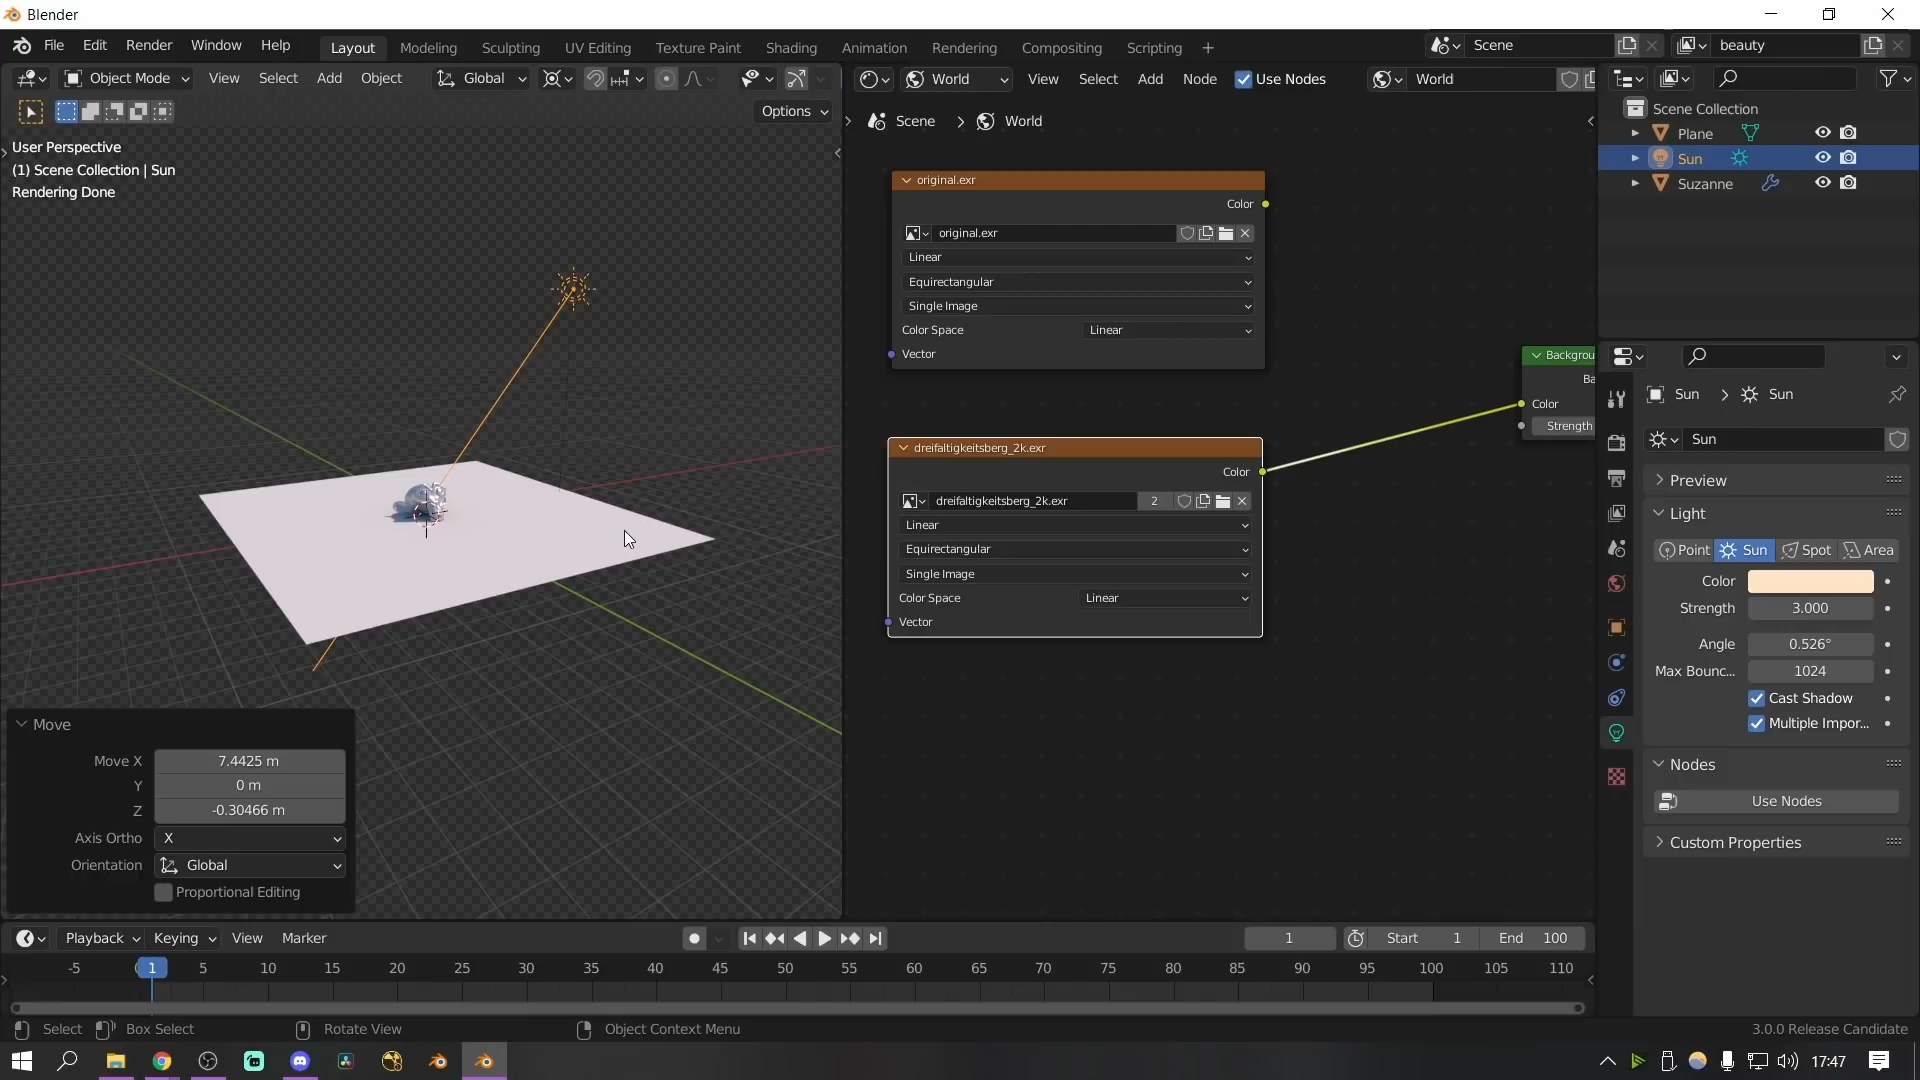 Blender
File Edit Render Window Help
Layout Modeling Sculpting UV Editing Texture Paint Shading Animation Rendering Compositing Scripting +
Scene
beauty
Object Mode View Select Add Object Global
World View Select Add Node Use Nodes World
Options
User Perspective
(1) Scene Collection | Sun
Rendering Done
Scene > World
original.exr
Color
original.exr
Linear
Equirectangular
Single Image
Color Space Linear
Vector
dreifaltigkeitsberg_2k.exr
Color
dreifaltigkeitsberg_2k.exr 2
Linear
Equirectangular
Single Image
Color Space Linear
Vector
Backgrou
Ba
Color
Strength
Scene Collection
Plane
Sun
Suzanne
Sun > Sun
Sun
Preview
Light
Point Sun Spot Area
Color
Strength 3.000
Angle 0.526°
Max Bounc... 1024
Cast Shadow
Multiple Impor...
Nodes
Use Nodes
Custom Properties
Move
Move X 7.4425 m
Y 0 m
Z -0.30466 m
Axis Ortho X
Orientation Global
Proportional Editing
Playback Keying View Marker
1 Start 1 End 100
-5 1 5 10 15 20 25 30 35 40 45 50 55 60 65 70 75 80 85 90 95 100 105 110
Select Box Select Rotate View Object Context Menu 3.0.0 Release Candidate
17:47